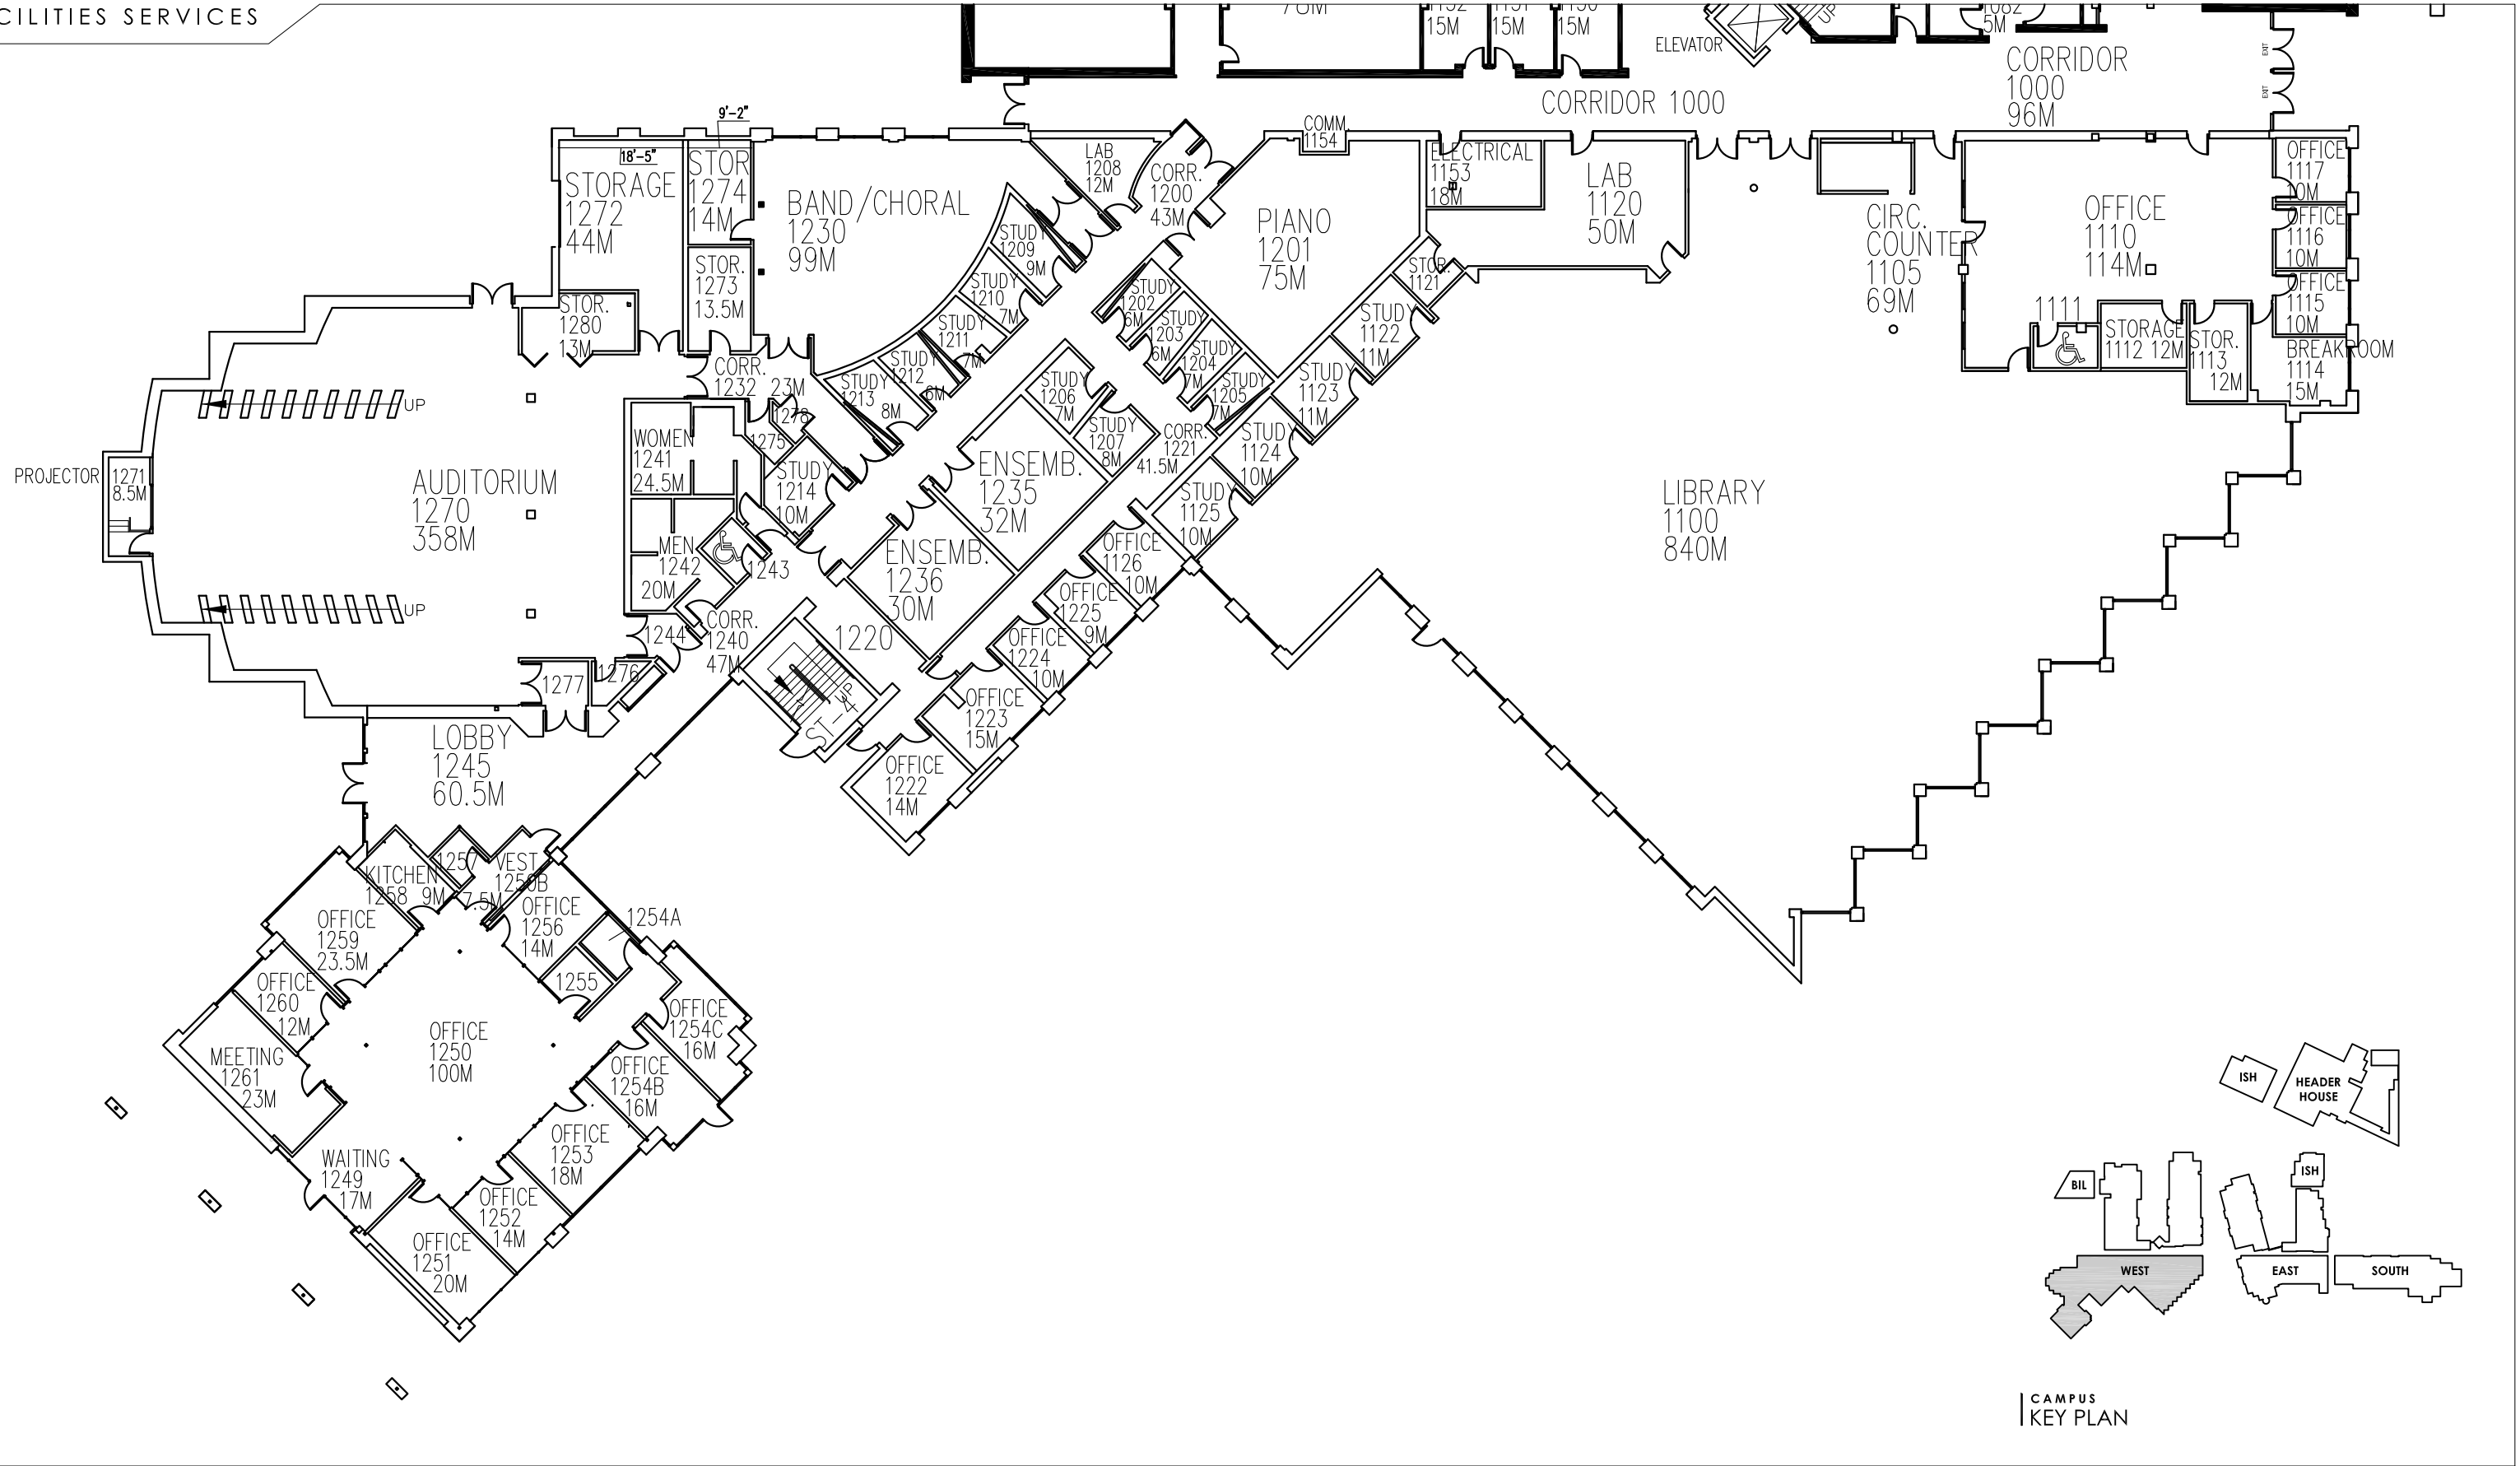 CILITIES SERVICES
15M
15M
15M
ELEVATOR
5M
CORRIDOR
1000
96M
EXIT
EXIT
CORRIDOR 1000
9'-2"
18'-5"
STORAGE
1272
44M
STOR
1274
14M
STOR.
1273
13.5M
STOR.
1280
13M
BAND/CHORAL
1230
99M
LAB
1208
12M
CORR.
1200
43M
COMM.
1154
PIANO
1201
75M
ELECTRICAL
1153
18M
LAB
1120
50M
CIRC.
COUNTER
1105
69M
OFFICE
1110
114M
OFFICE
1117
10M
OFFICE
1116
10M
OFFICE
1115
10M
BREAKROOM
1114
15M
1111
STORAGE
1112 12M
STOR.
1113
12M
STOR.
1121
STUDY
1122
11M
STUDY
1123
11M
STUDY
1124
10M
STUDY
1125
10M
STUDY
1209
9M
STUDY
1210
7M
STUDY
1211
7M
STUDY
1212
6M
STUDY
1213
8M
STUDY
1202
6M
STUDY
1203
6M
STUDY
1204
7M
STUDY
1205
7M
STUDY
1206
7M
STUDY
1207
8M
CORR.
1221
41.5M
CORR.
1232 23M
1278
1275
STUDY
1214
10M
WOMEN
1241
24.5M
MEN
1242
20M
1243
1244
CORR.
1240
47M
1276
1277
1220
UP
ST-4
ENSEMB.
1235
32M
ENSEMB.
1236
30M
OFFICE
1126
10M
OFFICE
1225
9M
OFFICE
1224
10M
OFFICE
1223
15M
OFFICE
1222
14M
LIBRARY
1100
840M
PROJECTOR
1271
8.5M
UP
AUDITORIUM
1270
358M
UP
LOBBY
1245
60.5M
KITCHEN
1258 9M
1257
7.5M
VEST
1250B
OFFICE
1256
14M
1254A
1255
OFFICE
1259
23.5M
OFFICE
1260
12M
MEETING
1261
23M
OFFICE
1250
100M
OFFICE
1254C
16M
OFFICE
1254B
16M
OFFICE
1253
18M
OFFICE
1252
14M
OFFICE
1251
20M
WAITING
1249
17M
ISH
HEADER
HOUSE
BIL
ISH
WEST
EAST
SOUTH
CAMPUS
KEY PLAN